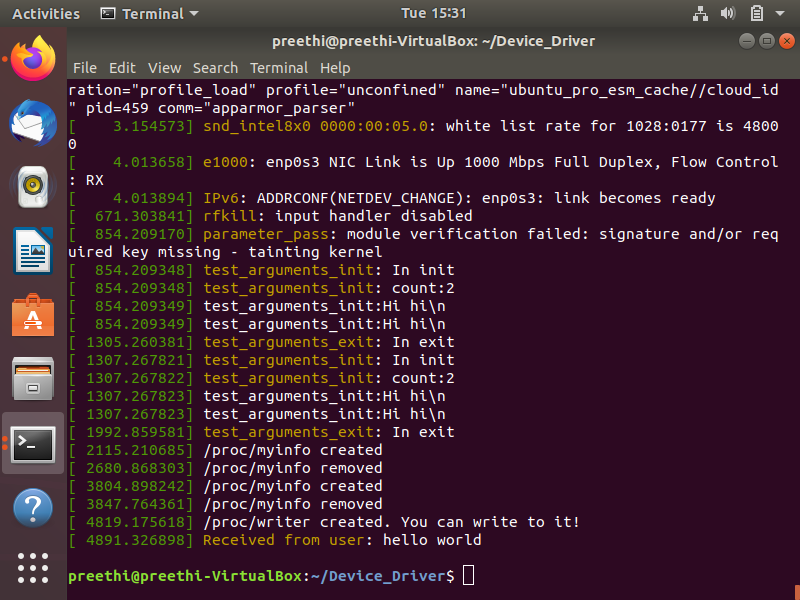 Activities Terminal Tue 15:31
preethi@preethi-VirtualBox: ~/Device_Driver
File Edit View Search Terminal Help
ration="profile_load" profile="unconfined" name="ubuntu_pro_esm_cache//cloud_id
" pid=459 comm="apparmor_parser"
[    3.154573] snd_intel8x0 0000:00:05.0: white list rate for 1028:0177 is 4800
0
[    4.013658] e1000: enp0s3 NIC Link is Up 1000 Mbps Full Duplex, Flow Control
: RX
[    4.013894] IPv6: ADDRCONF(NETDEV_CHANGE): enp0s3: link becomes ready
[  671.303841] rfkill: input handler disabled
[  854.209170] parameter_pass: module verification failed: signature and/or req
uired key missing - tainting kernel
[  854.209348] test_arguments_init: In init
[  854.209348] test_arguments_init: count:2
[  854.209349] test_arguments_init:Hi hi\n
[  854.209349] test_arguments_init:Hi hi\n
[ 1305.260381] test_arguments_exit: In exit
[ 1307.267821] test_arguments_init: In init
[ 1307.267822] test_arguments_init: count:2
[ 1307.267823] test_arguments_init:Hi hi\n
[ 1307.267823] test_arguments_init:Hi hi\n
[ 1992.859581] test_arguments_exit: In exit
[ 2115.210685] /proc/myinfo created
[ 2680.868303] /proc/myinfo removed
[ 3804.898242] /proc/myinfo created
[ 3847.764361] /proc/myinfo removed
[ 4819.175618] /proc/writer created. You can write to it!
[ 4891.326898] Received from user: hello world
preethi@preethi-VirtualBox:~/Device_Driver$